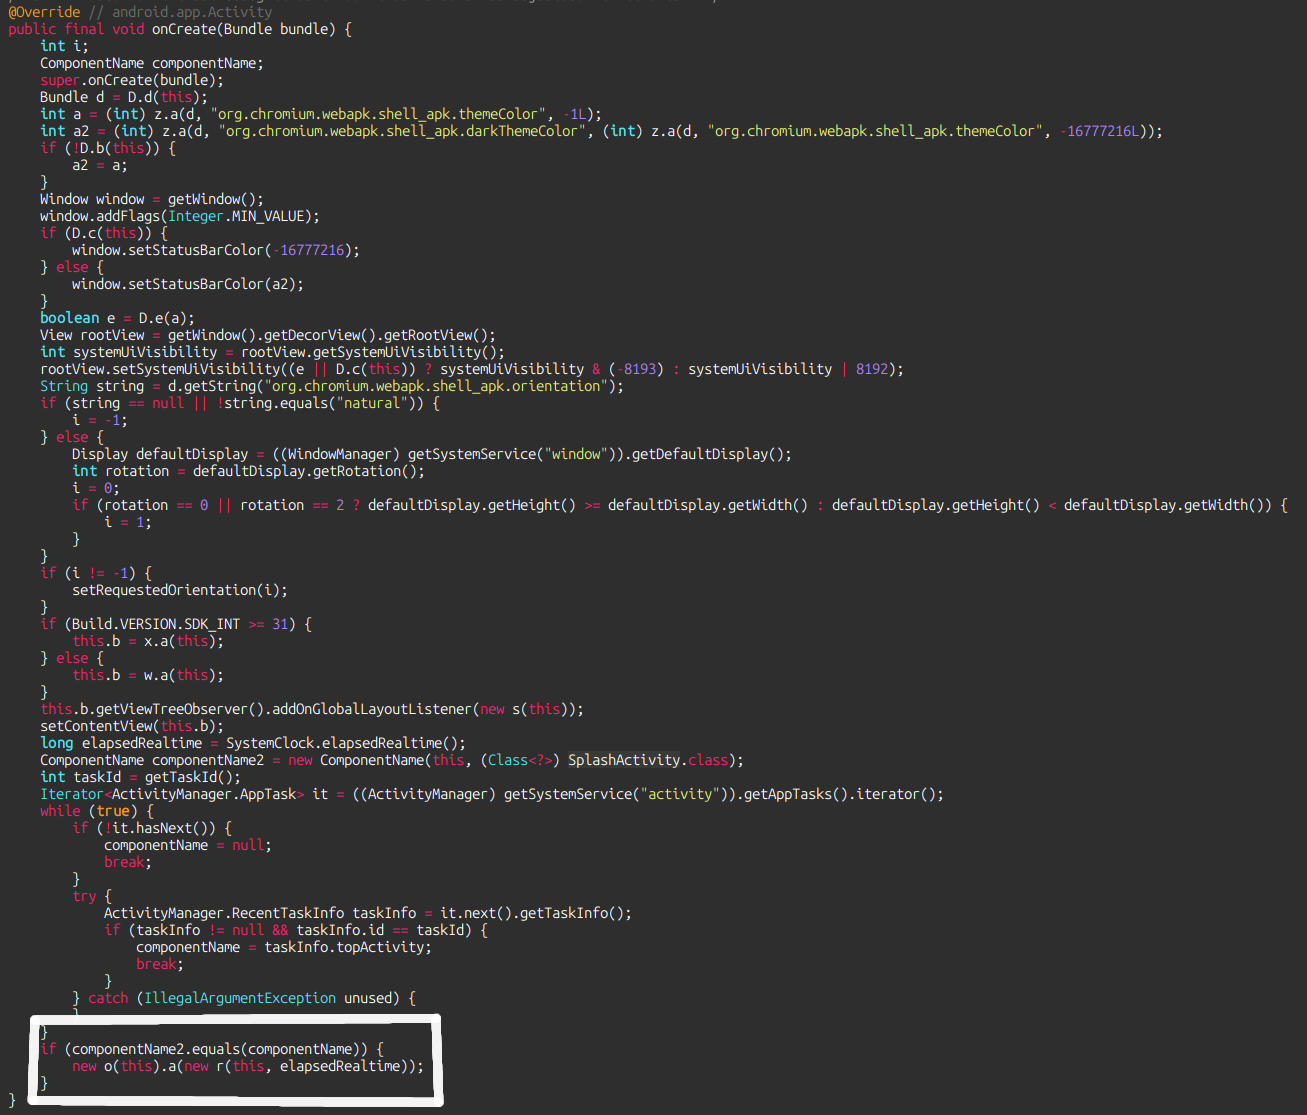 @Override // android.app.Activity
public final void onCreate(Bundle bundle) {
    int i;
    ComponentName componentName;
    super.onCreate(bundle);
    Bundle d = D.d(this);
    int a = (int) z.a(d, "org.chromium.webapk.shell_apk.themeColor", -1L);
    int a2 = (int) z.a(d, "org.chromium.webapk.shell_apk.darkThemeColor", (int) z.a(d, "org.chromium.webapk.shell_apk.themeColor", -16777216L));
    if (!D.b(this)) {
        a2 = a;
    }
    Window window = getWindow();
    window.addFlags(Integer.MIN_VALUE);
    if (D.c(this)) {
        window.setStatusBarColor(-16777216);
    } else {
        window.setStatusBarColor(a2);
    }
    boolean e = D.e(a);
    View rootView = getWindow().getDecorView().getRootView();
    int systemUiVisibility = rootView.getSystemUiVisibility();
    rootView.setSystemUiVisibility((e || D.c(this)) ? systemUiVisibility & (-8193) : systemUiVisibility | 8192);
    String string = d.getString("org.chromium.webapk.shell_apk.orientation");
    if (string == null || !string.equals("natural")) {
        i = -1;
    } else {
        Display defaultDisplay = ((WindowManager) getSystemService("window")).getDefaultDisplay();
        int rotation = defaultDisplay.getRotation();
        i = 0;
        if (rotation == 0 || rotation == 2 ? defaultDisplay.getHeight() >= defaultDisplay.getWidth() : defaultDisplay.getHeight() < defaultDisplay.getWidth()) {
            i = 1;
        }
    }
    if (i != -1) {
        setRequestedOrientation(i);
    }
    if (Build.VERSION.SDK_INT >= 31) {
        this.b = x.a(this);
    } else {
        this.b = w.a(this);
    }
    this.b.getViewTreeObserver().addOnGlobalLayoutListener(new s(this));
    setContentView(this.b);
    long elapsedRealtime = SystemClock.elapsedRealtime();
    ComponentName componentName2 = new ComponentName(this, (Class<?>) SplashActivity.class);
    int taskId = getTaskId();
    Iterator<ActivityManager.AppTask> it = ((ActivityManager) getSystemService("activity")).getAppTasks().iterator();
    while (true) {
        if (!it.hasNext()) {
            componentName = null;
            break;
        }
        try {
            ActivityManager.RecentTaskInfo taskInfo = it.next().getTaskInfo();
            if (taskInfo != null && taskInfo.id == taskId) {
                componentName = taskInfo.topActivity;
                break;
            }
        } catch (IllegalArgumentException unused) {
        }
    }
    if (componentName2.equals(componentName)) {
        new o(this).a(new r(this, elapsedRealtime));
    }
}